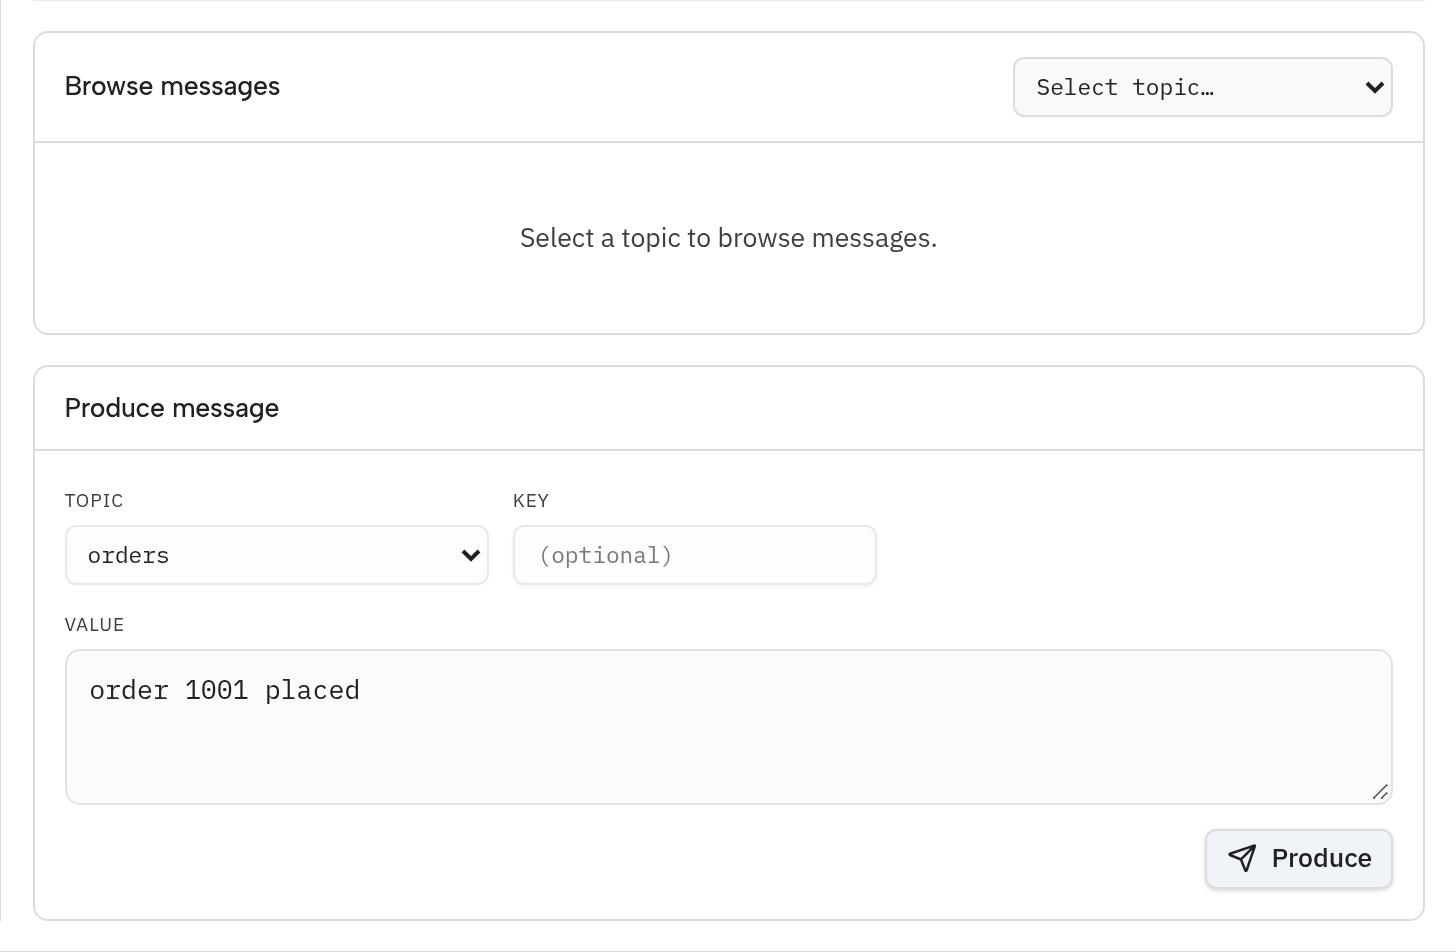 Browse messages
Select topic…
Select a topic to browse messages.
Produce message
TOPIC
KEY
orders
(optional)
VALUE
order 1001 placed
Produce